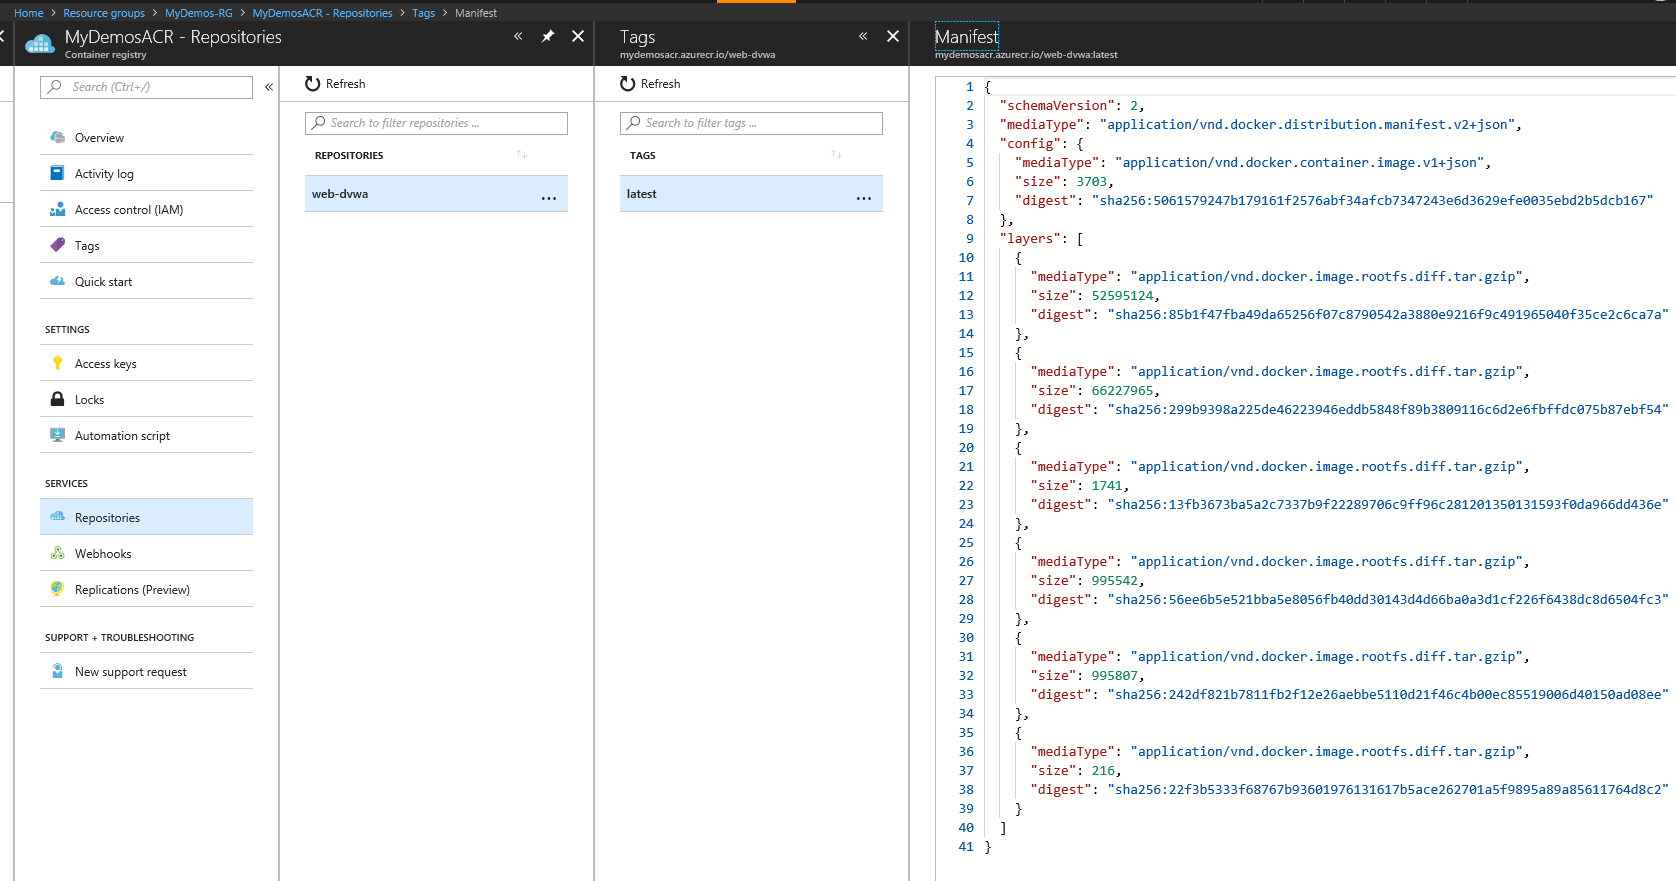 Home > Resource groups > MyDemos-RG > MyDemosACR - Repositories > Tags > Manifest
MyDemosACR - Repositories
Container registry
Search (Ctrl+/)
Overview
Activity log
Access control (IAM)
Tags
Quick start
SETTINGS
Access keys
Locks
Automation script
SERVICES
Repositories
Webhooks
Replications (Preview)
SUPPORT + TROUBLESHOOTING
New support request
Refresh
Search to filter repositories ...
REPOSITORIES
web-dvwa ...
Tags
mydemosacr.azurecr.io/web-dvwa
Refresh
Search to filter tags ...
TAGS
latest ...
Manifest
mydemosacr.azurecr.io/web-dvwa:latest
1 {
2 "schemaVersion": 2,
3 "mediaType": "application/vnd.docker.distribution.manifest.v2+json",
4 "config": {
5 "mediaType": "application/vnd.docker.container.image.v1+json",
6 "size": 3703,
7 "digest": "sha256:5061579247b179161f2576abf34afcb7347243e6d3629efe0035ebd2b5dcb167"
8 },
9 "layers": [
10 {
11 "mediaType": "application/vnd.docker.image.rootfs.diff.tar.gzip",
12 "size": 52595124,
13 "digest": "sha256:85b1f47fba49da65256f07c8790542a3880e9216f9c491965040f35ce2c6ca7a"
14 },
15 {
16 "mediaType": "application/vnd.docker.image.rootfs.diff.tar.gzip",
17 "size": 66227965,
18 "digest": "sha256:299b9398a225de46223946eddb5848f89b3809116c6d2e6fbffdc075b87ebf54"
19 },
20 {
21 "mediaType": "application/vnd.docker.image.rootfs.diff.tar.gzip",
22 "size": 1741,
23 "digest": "sha256:13fb3673ba5a2c7337b9f22289706c9ff96c281201350131593f0da966dd436e"
24 },
25 {
26 "mediaType": "application/vnd.docker.image.rootfs.diff.tar.gzip",
27 "size": 995542,
28 "digest": "sha256:56ee6b5e521bba5e8056fb40dd30143d4d66ba0a3d1cf226f6438dc8d6504fc3"
29 },
30 {
31 "mediaType": "application/vnd.docker.image.rootfs.diff.tar.gzip",
32 "size": 995807,
33 "digest": "sha256:242df821b7811fb2f12e26aebbe5110d21f46c4b00ec85519006d40150ad08ee"
34 },
35 {
36 "mediaType": "application/vnd.docker.image.rootfs.diff.tar.gzip",
37 "size": 216,
38 "digest": "sha256:22f3b5333f68767b93601976131617b5ace262701a5f9895a89a85611764d8c2"
39 }
40 ]
41 }